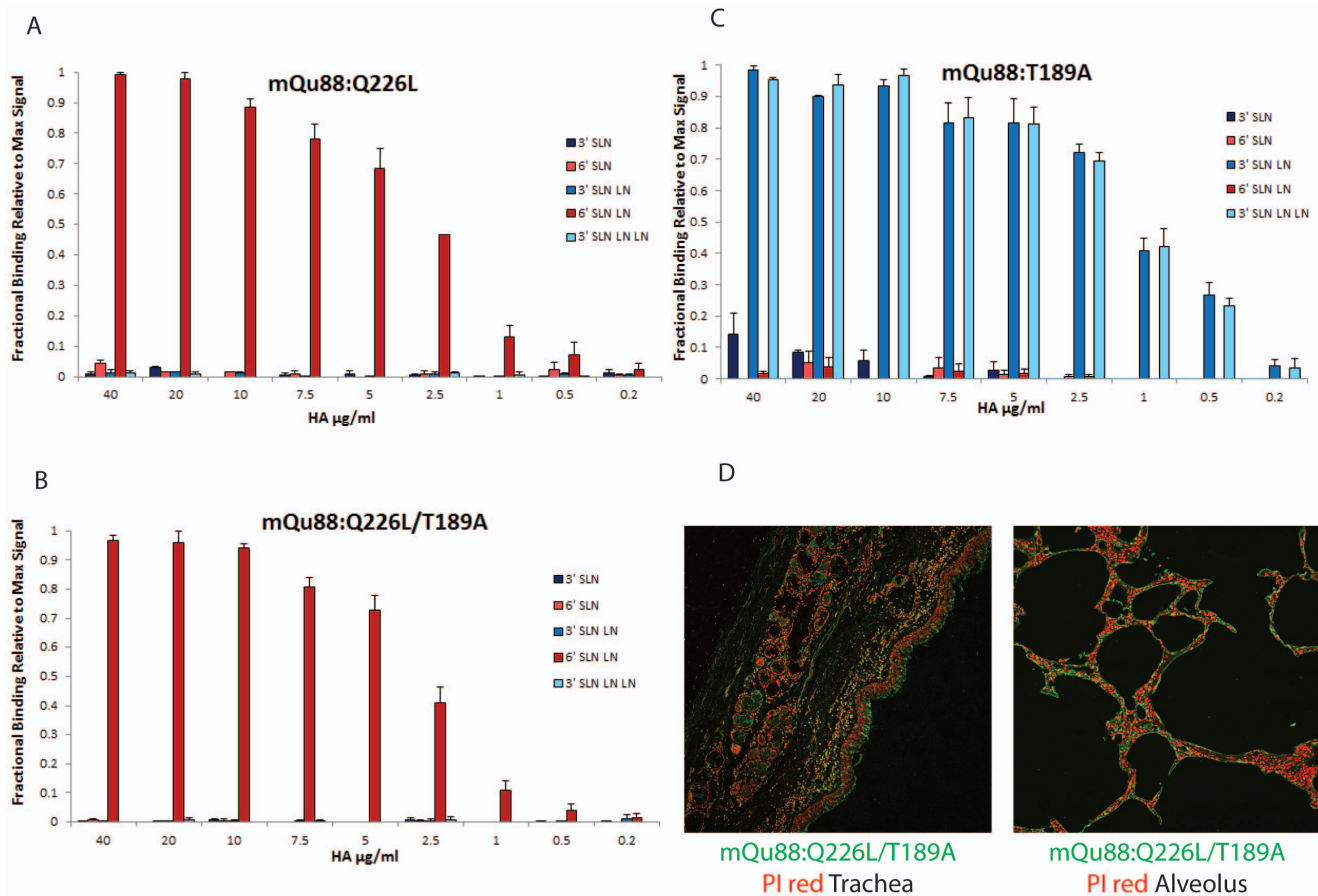 A
mQu88:Q226L
Fractional Binding Relative to Max Signal
1
0.9
0.8
0.7
0.6
0.5
0.4
0.3
0.2
0.1
0
40 20 10 7.5 5 2.5 1 0.5 0.2
HA µg/ml
3' SLN
6' SLN
3' SLN LN
6' SLN LN
3' SLN LN LN
B
mQu88:Q226L/T189A
Fractional Binding Relative to Max Signal
1
0.9
0.8
0.7
0.6
0.5
0.4
0.3
0.2
0.1
0
40 20 10 7.5 5 2.5 1 0.5 0.2
HA µg/ml
3' SLN
6' SLN
3' SLN LN
6' SLN LN
3' SLN LN LN
C
mQu88:T189A
Fractional Binding Relative to Max Signal
1
0.9
0.8
0.7
0.6
0.5
0.4
0.3
0.2
0.1
0
40 20 10 7.5 5 2.5 1 0.5 0.2
HA µg/ml
3' SLN
6' SLN
3' SLN LN
6' SLN LN
3' SLN LN LN
D
mQu88:Q226L/T189A
PI red Trachea
mQu88:Q226L/T189A
PI red Alveolus